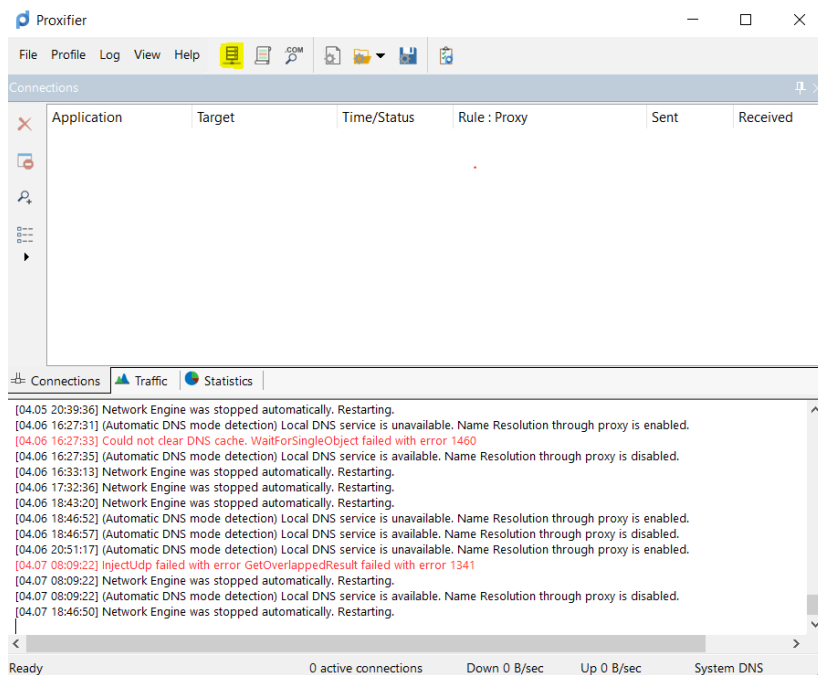 Proxifier
File Profile Log View Help .COM
Connections
Application Target Time/Status Rule : Proxy Sent Received
Connections Traffic Statistics
[04.05 20:39:36] Network Engine was stopped automatically. Restarting.
[04.06 16:27:31] (Automatic DNS mode detection) Local DNS service is unavailable. Name Resolution through proxy is enabled.
[04.06 16:27:33] Could not clear DNS cache. WaitForSingleObject failed with error 1460
[04.06 16:27:35] (Automatic DNS mode detection) Local DNS service is available. Name Resolution through proxy is disabled.
[04.06 16:33:13] Network Engine was stopped automatically. Restarting.
[04.06 17:32:36] Network Engine was stopped automatically. Restarting.
[04.06 18:43:20] Network Engine was stopped automatically. Restarting.
[04.06 18:46:52] (Automatic DNS mode detection) Local DNS service is unavailable. Name Resolution through proxy is enabled.
[04.06 18:46:57] (Automatic DNS mode detection) Local DNS service is available. Name Resolution through proxy is disabled.
[04.06 20:51:17] (Automatic DNS mode detection) Local DNS service is unavailable. Name Resolution through proxy is enabled.
[04.07 08:09:22] InjectUdp failed with error GetOverlappedResult failed with error 1341
[04.07 08:09:22] Network Engine was stopped automatically. Restarting.
[04.07 08:09:22] (Automatic DNS mode detection) Local DNS service is available. Name Resolution through proxy is disabled.
[04.07 18:46:50] Network Engine was stopped automatically. Restarting.
Ready 0 active connections Down 0 B/sec Up 0 B/sec System DNS